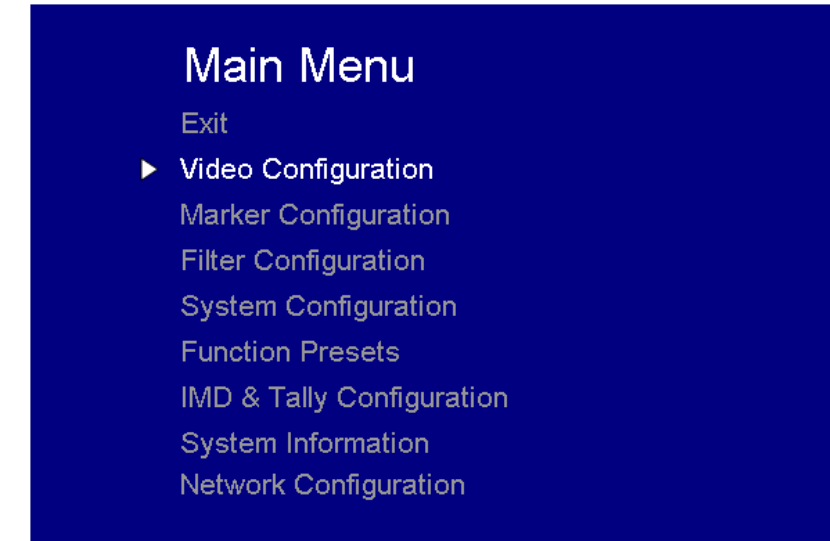 Main Menu
Exit
Video Configuration
Marker Configuration
Filter Configuration
System Configuration
Function Presets
IMD & Tally Configuration
System Information
Network Configuration